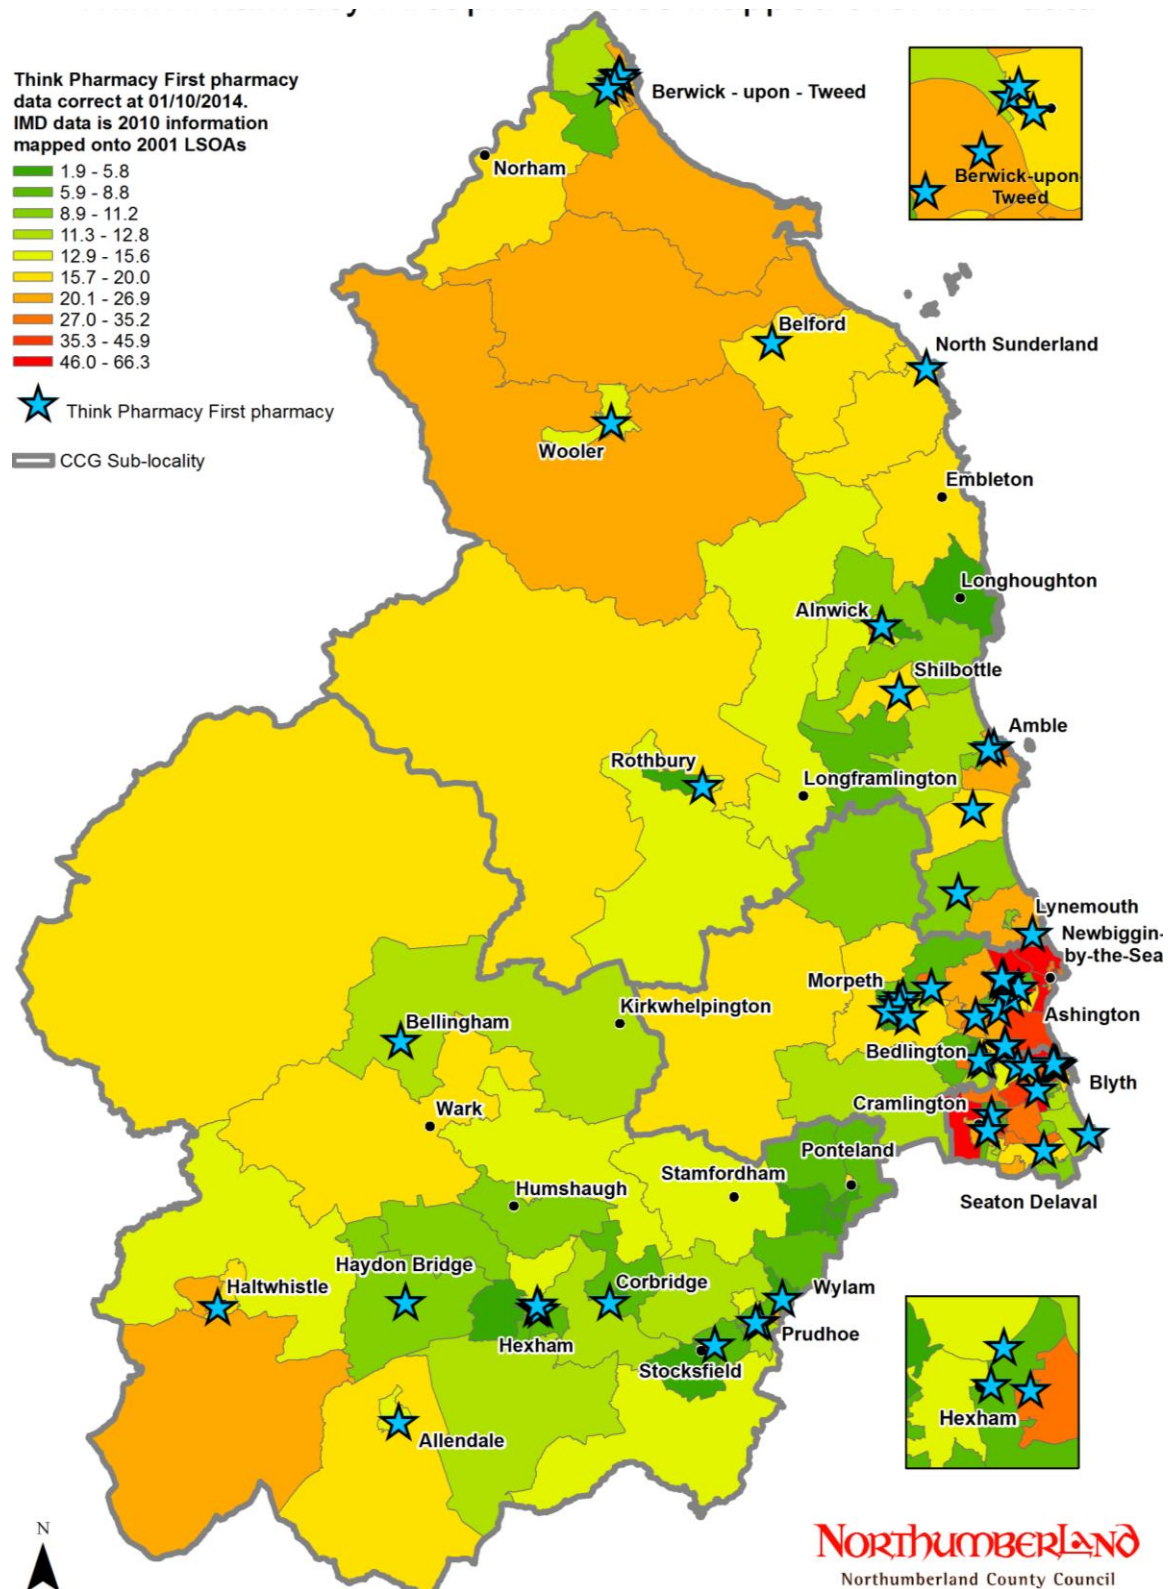 Think Pharmacy First pharmacy
data correct at 01/10/2014.
IMD data is 2010 information
mapped onto 2001 LSOAs
1.9 - 5.8
5.9 - 8.8
8.9 - 11.2
11.3 - 12.8
12.9 - 15.6
15.7 - 20.0
20.1 - 26.9
27.0 - 35.2
35.3 - 45.9
46.0 - 66.3
Think Pharmacy First pharmacy
CCG Sub-locality
Berwick - upon - Tweed
Berwick-upon
Tweed
Norham
Belford
North Sunderland
Wooler
Embleton
Longhoughton
Alnwick
Shilbottle
Amble
Rothbury
Longframlington
Lynemouth
Newbiggin-
by-the-Sea
Morpeth
Kirkwhelpington
Ashington
Bellingham
Bedlington
Blyth
Cramlington
Wark
Ponteland
Stamfordham
Humshaugh
Seaton Delaval
Haydon Bridge
Haltwhistle
Corbridge
Wylam
Prudhoe
Hexham
Stocksfield
Allendale
Hexham
N
NORTHUMBERLAND
Northumberland County Council